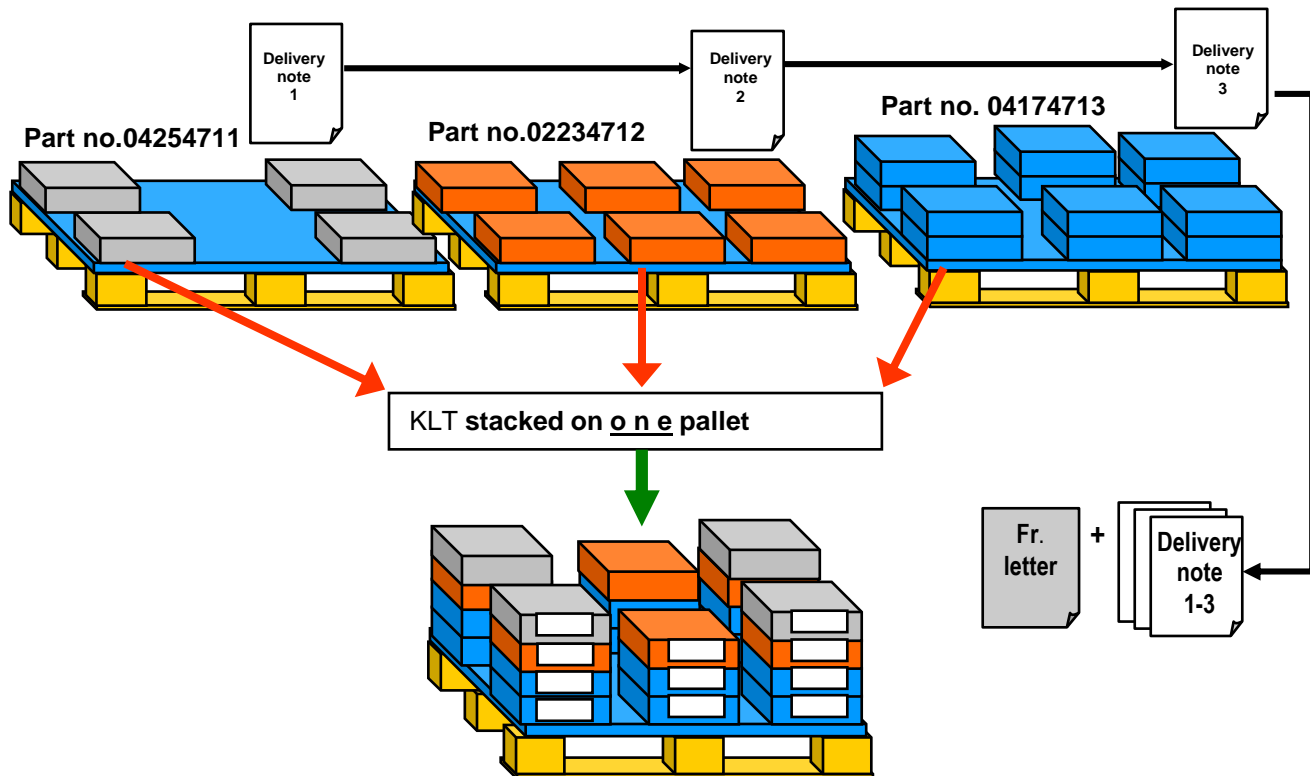 Delivery
note
1
Delivery
note
2
Delivery
note
3
Part no.04254711
Part no.02234712
Part no. 04174713
KLT stacked on o n e pallet
Fr.
letter
+
Delivery
note
1-3